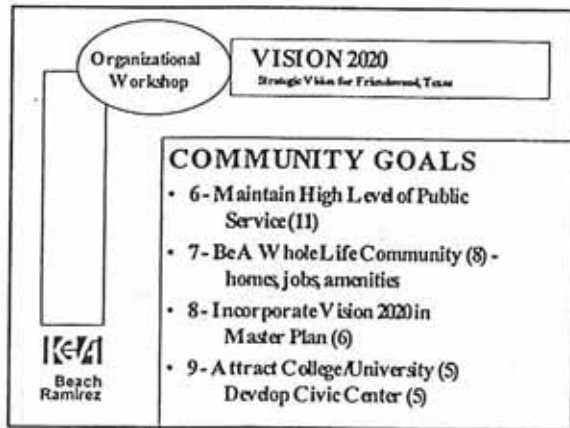 Organizational
Workshop
VISION 2020
Strategic Vision for Friendswood, Texas
COMMUNITY GOALS
• 6 - Maintain High Level of Public
Service (11)
• 7 - Be A Whole Life Community (8) -
homes, jobs, amenities
• 8 - Incorporate Vision 2020 in
Master Plan (6)
• 9 - Attract College/University (5)
Develop Civic Center (5)
Beach
Ramirez